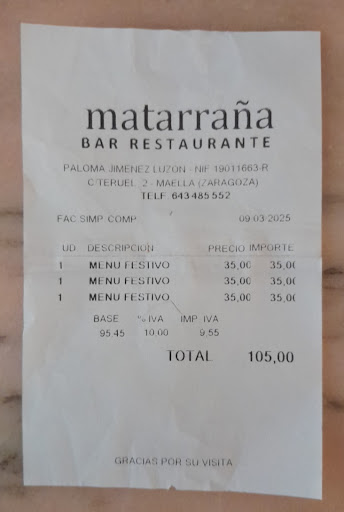 matarraña
BAR RESTAURANTE
PALOMA JIMENEZ LUZON - NIF 19011663-R
C/TERUEL, 2 - MAELLA (ZARAGOZA)
TELF. 643 485 552
FAC.SIMP.COMP. 09-03-2025
UD. DESCRIPCION PRECIO IMPORTE
1 MENU FESTIVO 35,00 35,00
1 MENU FESTIVO 35,00 35,00
1 MENU FESTIVO 35,00 35,00
BASE % IVA IMP. IVA
95,45 10,00 9,55
TOTAL 105,00
GRACIAS POR SU VISITA